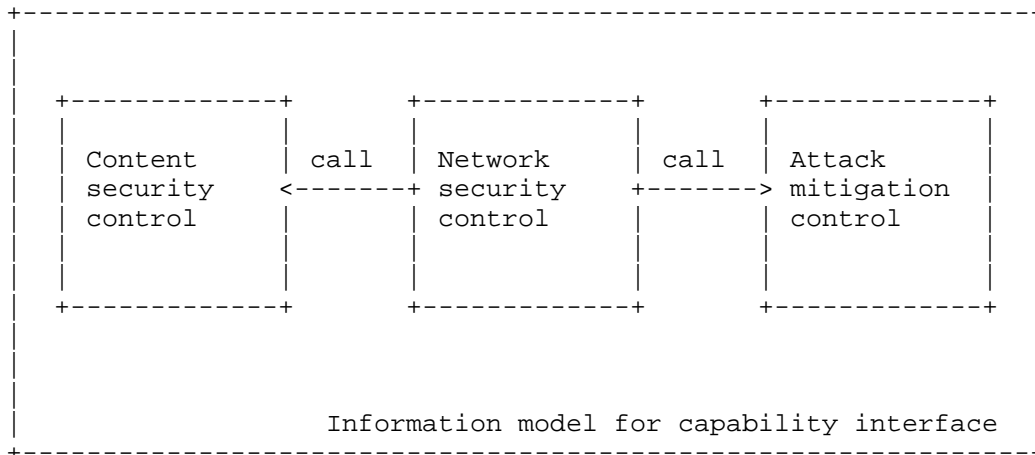 Content call Network call Attack
security security mitigation
control control control
Information model for capability interface